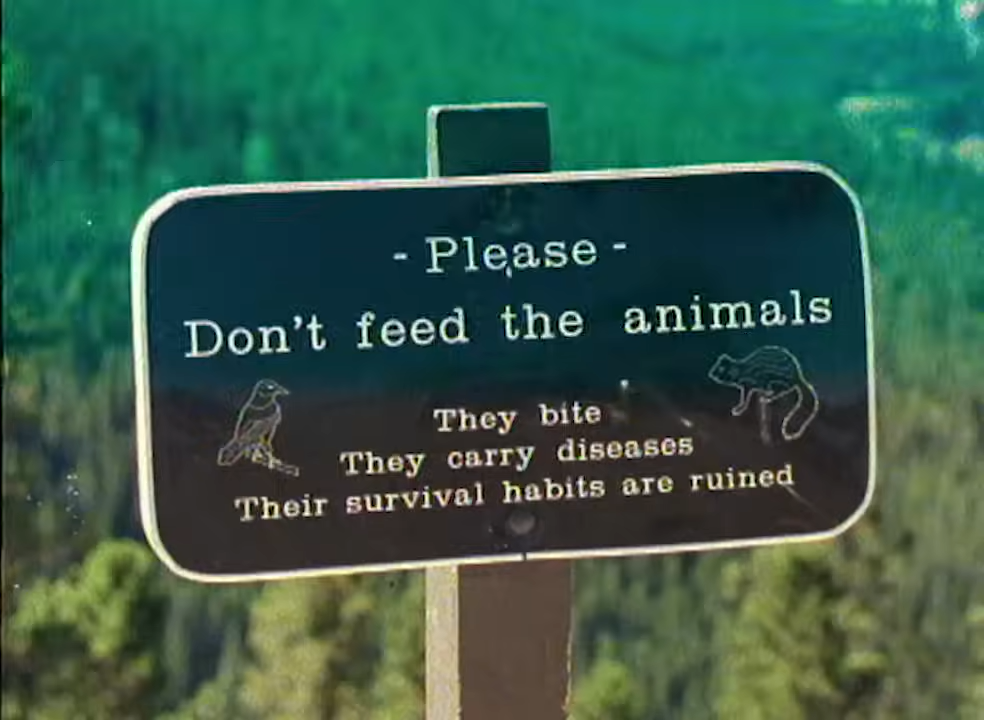 - Please -
Don't feed the animals
They bite
They carry diseases
Their survival habits are ruined